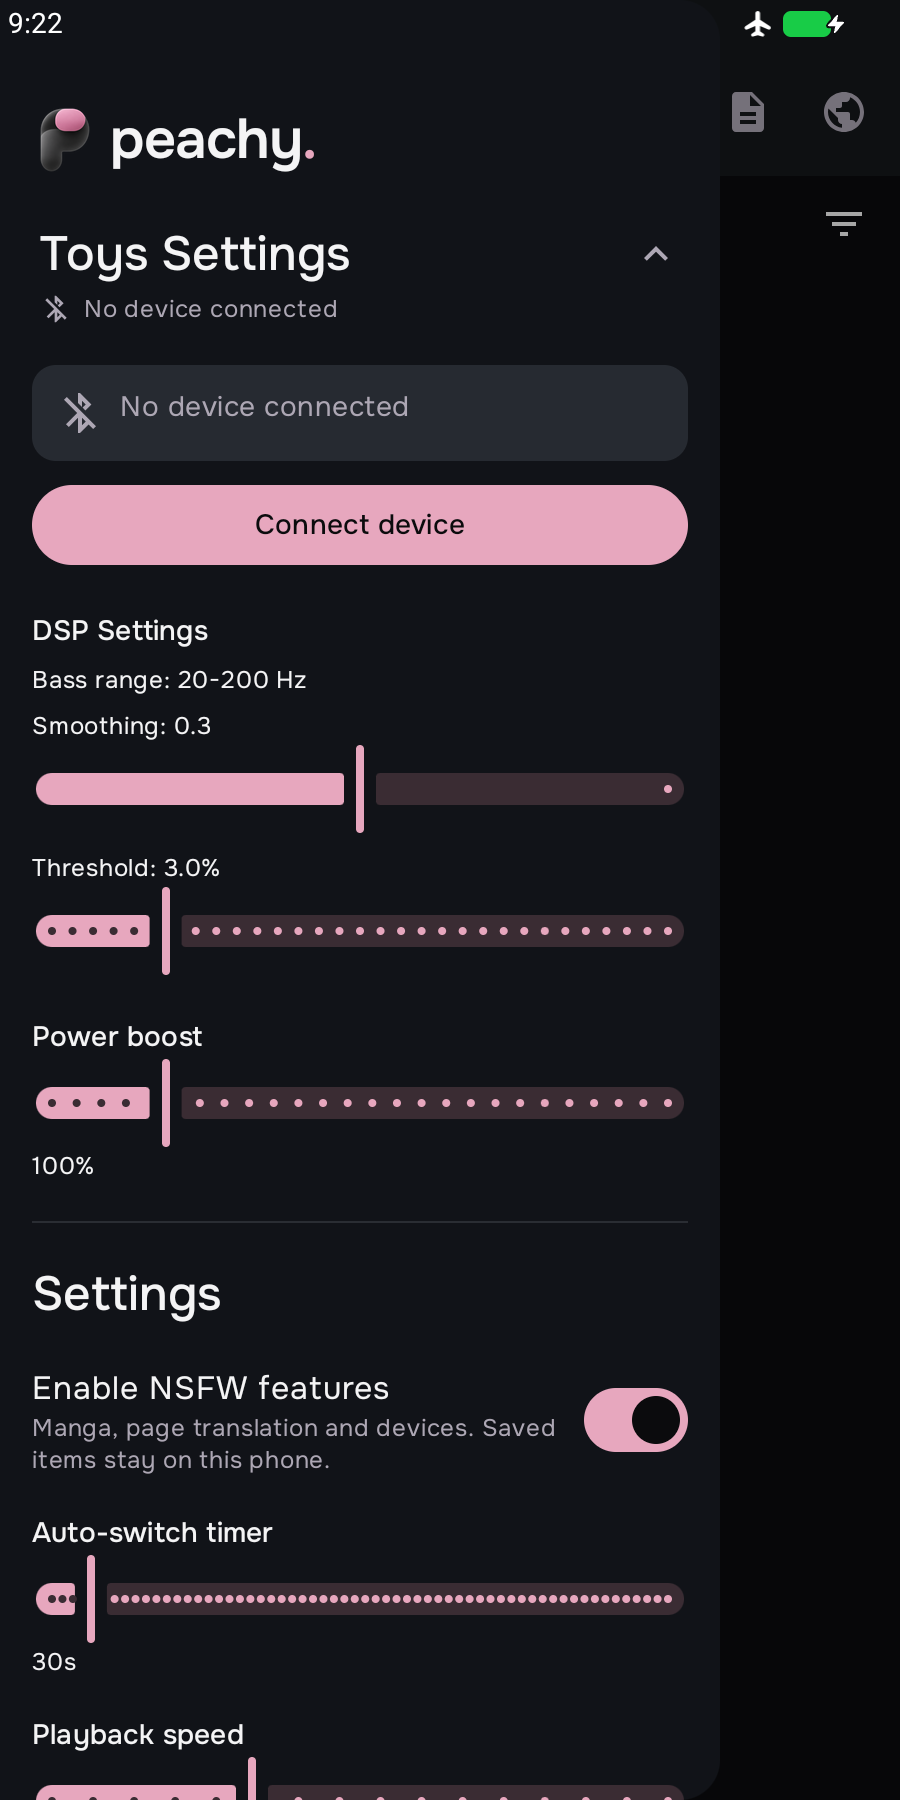 9:22
peachy.
Toys Settings
No device connected
No device connected
Connect device
DSP Settings
Bass range: 20-200 Hz
Smoothing: 0.3
Threshold: 3.0%
Power boost
100%
Settings
Enable NSFW features
Manga, page translation and devices. Saved
items stay on this phone.
Auto-switch timer
30s
Playback speed